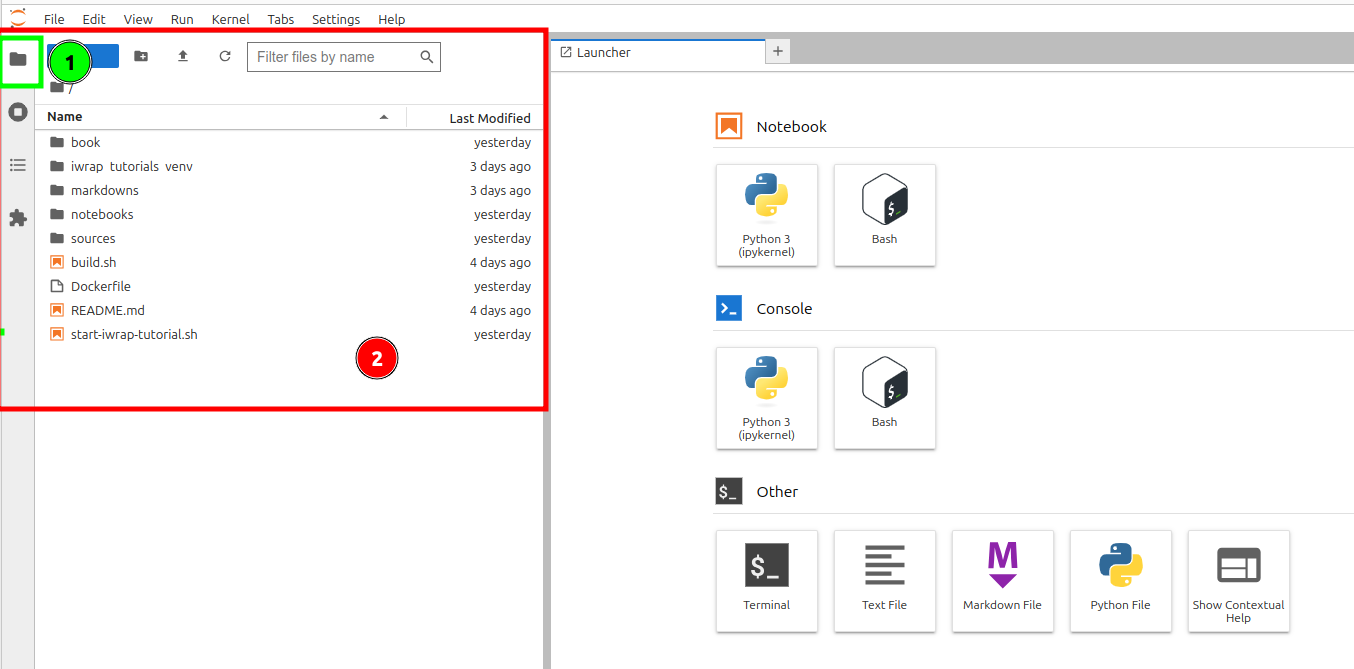 File Edit View Run Kernel Tabs Settings Help
1
Filter files by name
/
Name Last Modified
book yesterday
iwrap_tutorials_venv 3 days ago
markdowns 3 days ago
notebooks yesterday
sources yesterday
build.sh 4 days ago
Dockerfile yesterday
README.md 4 days ago
start-iwrap-tutorial.sh yesterday
2
Launcher +
Notebook
Python 3
(ipykernel)
Bash
Console
Python 3
(ipykernel)
Bash
$_ Other
$_
Terminal
Text File
M
Markdown File
Python File
Show Contextual
Help